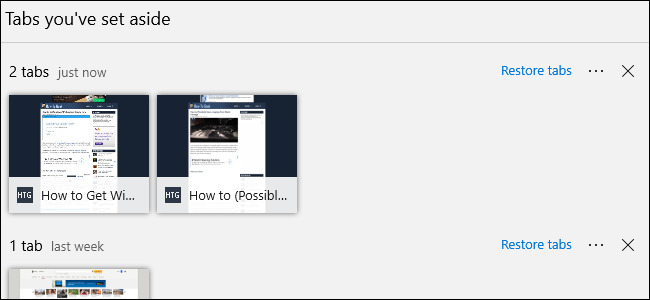 Tabs you've set aside
2 tabs just now Restore tabs ...
HTG How to Get Wi... HTG How to (Possibl...
1 tab last week Restore tabs ...